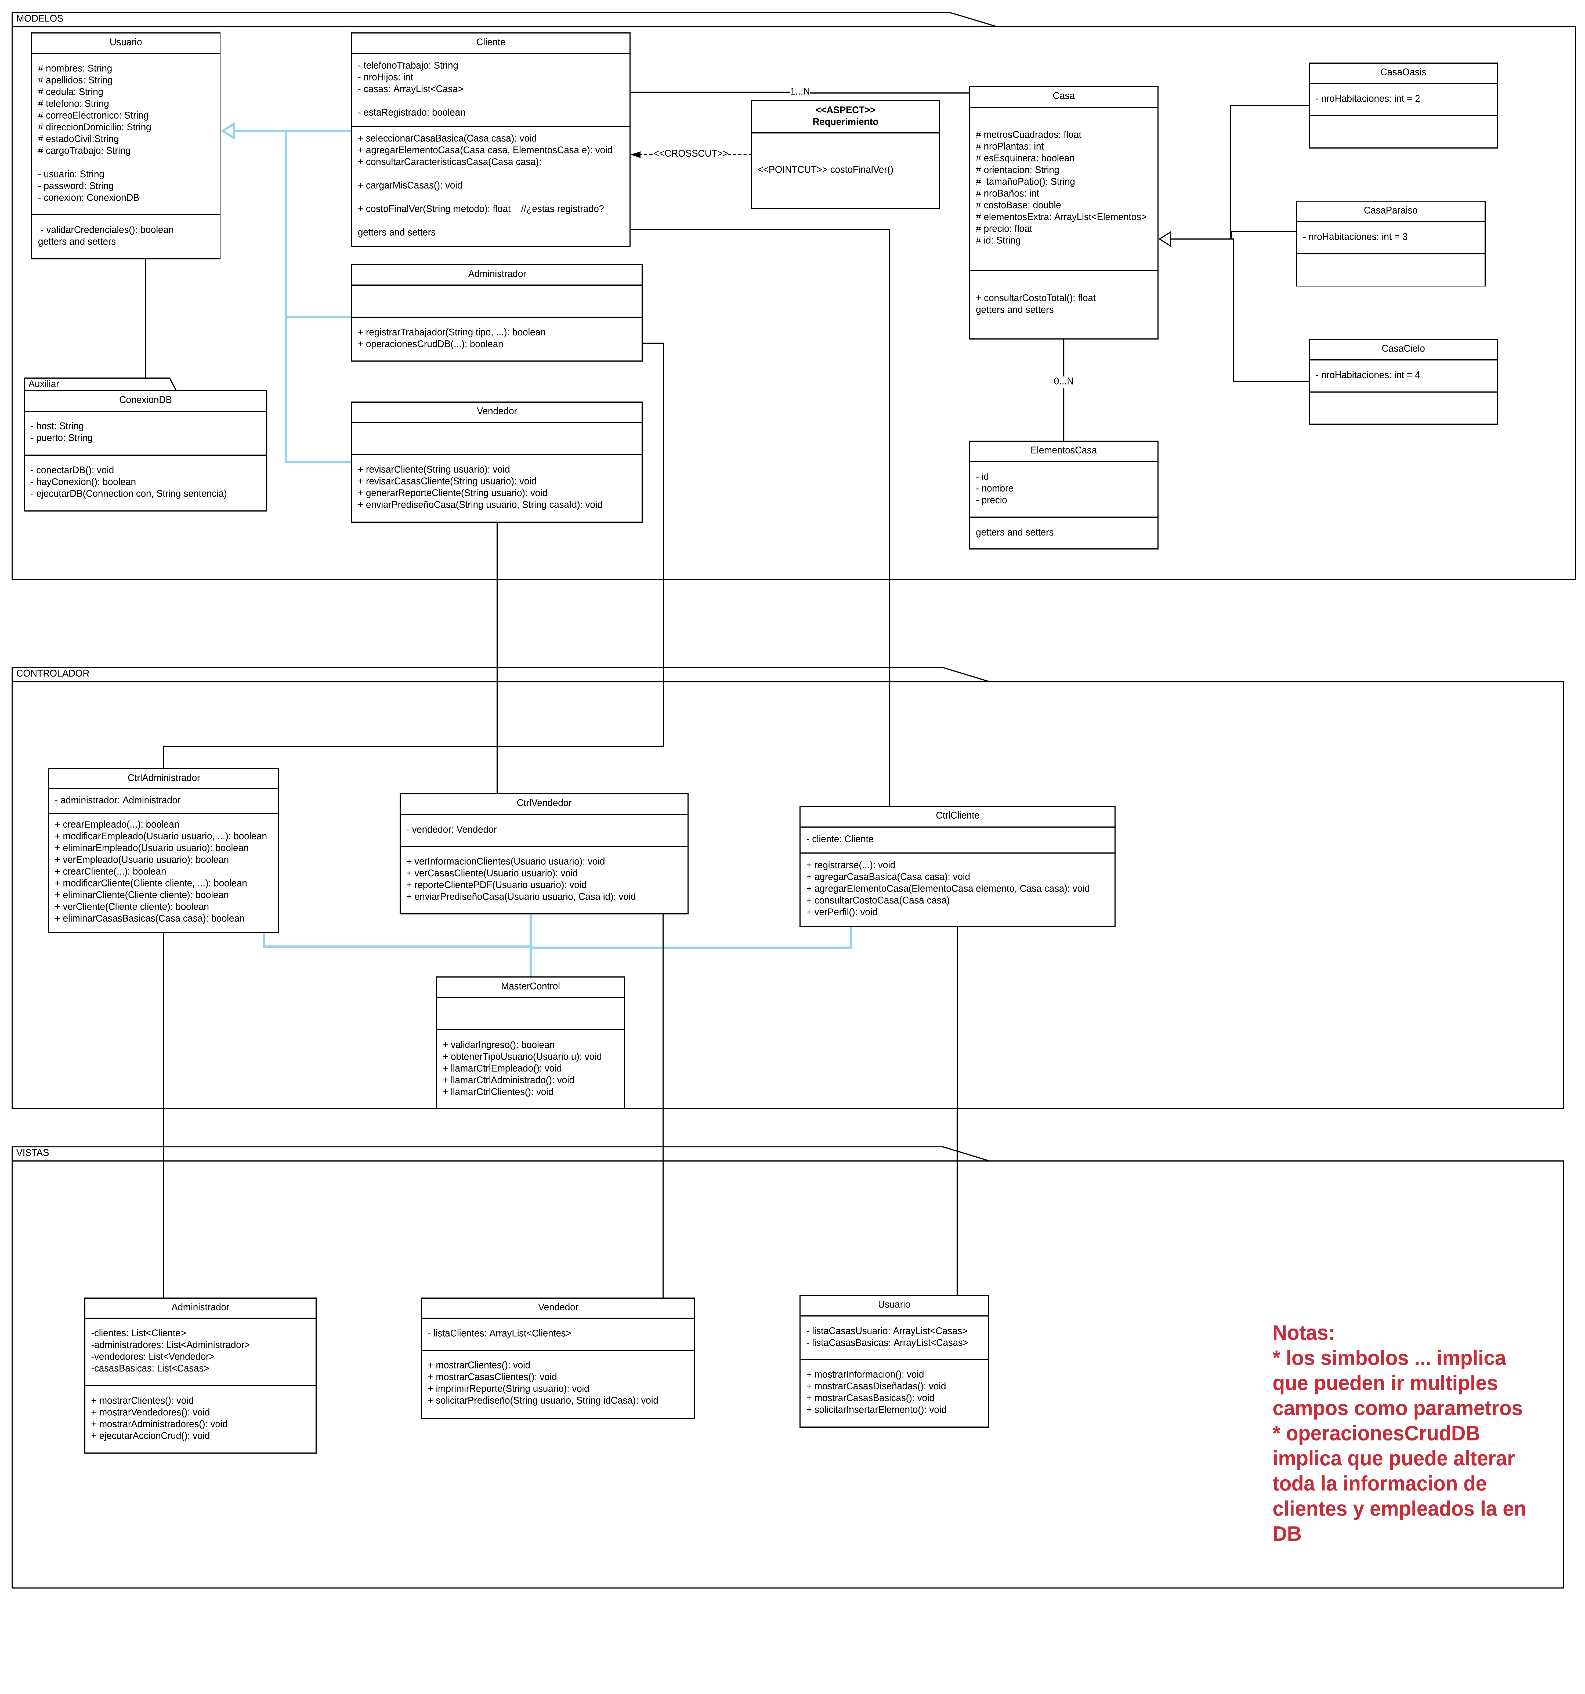 MODELOS
Usuario
# nombres: String
# apellidos: String
# cedula: String
# telefono: String
# correoElectronico: String
# direccionDomicilio: String
# estadoCivil:String
# cargoTrabajo: String
- usuario: String
- password: String
- conexion: ConexionDB
- validarCredenciales(): boolean
getters and setters
Cliente
- telefonoTrabajo: String
- nroHijos: int
- casas: ArrayList<Casa>
- estaRegistrado: boolean
+ seleccionarCasaBasica(Casa casa): void
+ agregarElementoCasa(Casa casa, ElementosCasa e): void
+ consultarCaracteristicasCasa(Casa casa):
+ cargarMisCasas(): void
+ costoFinalVer(String metodo): float //¿estas registrado?
getters and setters
1...N
<<CROSSCUT>>
<<ASPECT>>
Requerimiento
<<POINTCUT>> costoFinalVer()
Casa
# metrosCuadrados: float
# nroPlantas: int
# esEsquinera: boolean
# orientacion: String
# tamañoPatio(): String
# nroBaños: int
# costoBase: double
# elementosExtra: ArrayList<Elementos>
# precio: float
# id: String
+ consultarCostoTotal(): float
getters and setters
CasaOasis
- nroHabitaciones: int = 2
CasaParaiso
- nroHabitaciones: int = 3
CasaCielo
- nroHabitaciones: int = 4
Administrador
+ registrarTrabajador(String tipo, ...): boolean
+ operacionesCrudDB(...): boolean
Auxiliar
ConexionDB
- host: String
- puerto: String
- conectarDB(): void
- hayConexion(): boolean
- ejecutarDB(Connection con, String sentencia)
Vendedor
+ revisarCliente(String usuario): void
+ revisarCasasCliente(String usuario): void
+ generarReporteCliente(String usuario): void
+ enviarPrediseñoCasa(String usuario, String casaId): void
0...N
ElementosCasa
- id
- nombre
- precio
getters and setters
CONTROLADOR
CtrlAdministrador
- administrador: Administrador
+ crearEmpleado(...): boolean
+ modificarEmpleado(Usuario usuario, ...): boolean
+ eliminarEmpleado(Usuario usuario): boolean
+ verEmpleado(Usuario usuario): boolean
+ crearCliente(...): boolean
+ modificarCliente(Cliente cliente, ...): boolean
+ eliminarCliente(Cliente cliente): boolean
+ verCliente(Cliente cliente): boolean
+ eliminarCasasBasicas(Casa casa): boolean
CtrlVendedor
- vendedor: Vendedor
+ verInformacionClientes(Usuario usuario): void
+ verCasasCliente(Usuario usuario): void
+ reporteClientePDF(Usuario usuario): void
+ enviarPrediseñoCasa(Usuario usuario, Casa id): void
CtrlCliente
- cliente: Cliente
+ registrarse(...): void
+ agregarCasaBasica(Casa casa): void
+ agregarElementoCasa(ElementoCasa elemento, Casa casa): void
+ consultarCostoCasa(Casa casa)
+ verPerfil(): void
MasterControl
+ validarIngreso(): boolean
+ obtenerTipoUsuario(Usuario u): void
+ llamarCtrlEmpleado(): void
+ llamarCtrlAdministrado(): void
+ llamarCtrlClientes(): void
VISTAS
Administrador
-clientes: List<Cliente>
-administradores: List<Administrador>
-vendedores: List<Vendedor>
-casasBasicas: List<Casas>
+ mostrarClientes(): void
+ mostrarVendedores(): void
+ mostrarAdministradores(): void
+ ejecutarAccionCrud(): void
Vendedor
- listaClientes: ArrayList<Clientes>
+ mostrarClientes(): void
+ mostrarCasasClientes(): void
+ imprimirReporte(String usuario): void
+ solicitarPrediseño(String usuario, String idCasa): void
Usuario
- listaCasasUsuario: ArrayList<Casas>
- listaCasasBasicas: ArrayList<Casas>
+ mostrarInformacion(): void
+ mostrarCasasDiseñadas(): void
+ mostrarCasasBasicas(): void
+ solicitarInsertarElemento(): void
Notas:
* los simbolos ... implica
que pueden ir multiples
campos como parametros
* operacionesCrudDB
implica que puede alterar
toda la informacion de
clientes y empleados la en
DB